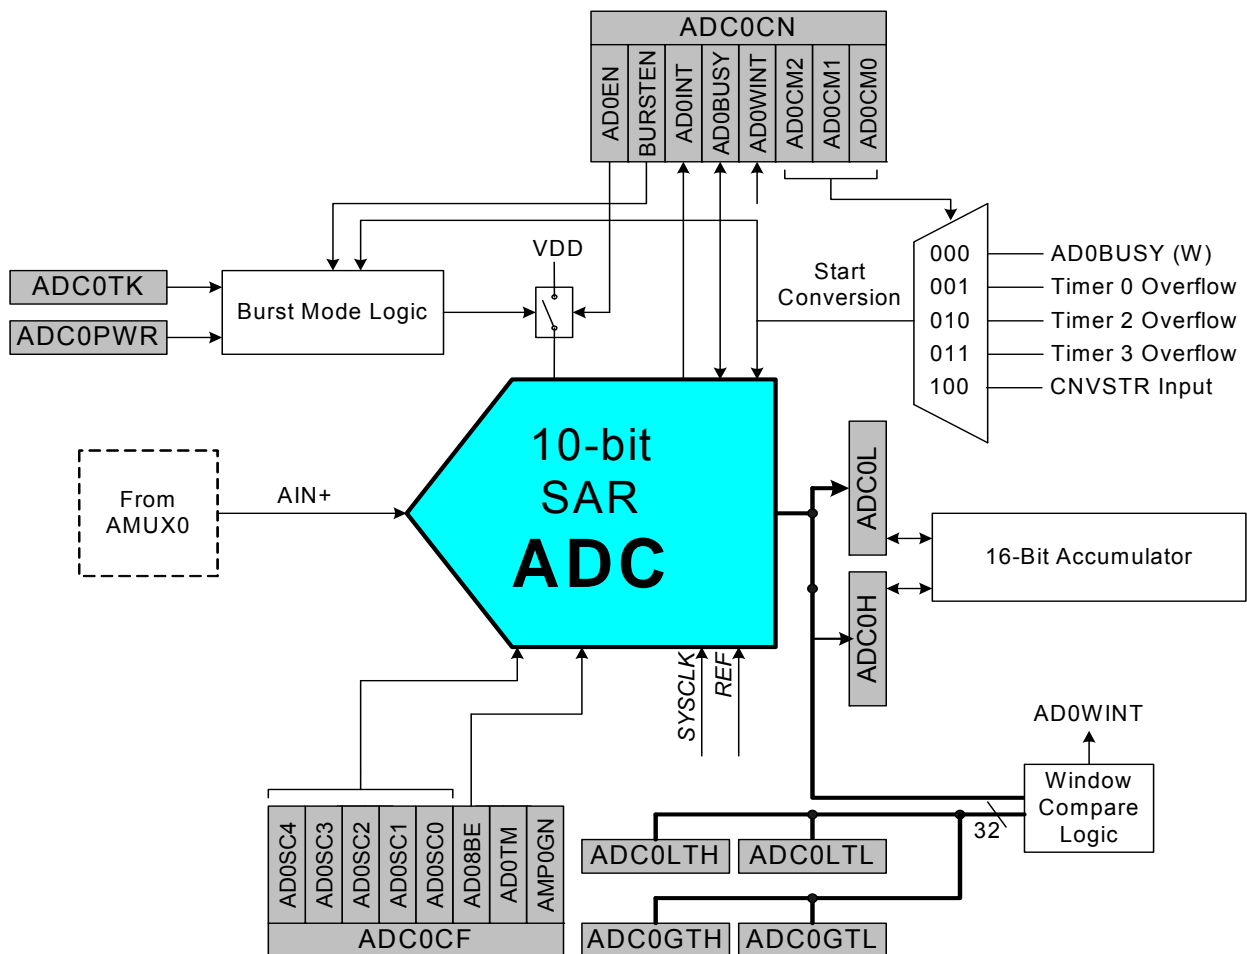 ADC0CN
AD0EN
BURSTEN
AD0INT
AD0BUSY
AD0WINT
AD0CM2
AD0CM1
AD0CM0
VDD
ADC0TK
ADC0PWR
Burst Mode Logic
Start
Conversion
000
001
010
011
100
AD0BUSY (W)
Timer 0 Overflow
Timer 2 Overflow
Timer 3 Overflow
CNVSTR Input
From
AMUX0
AIN+
10-bit
SAR
ADC
ADC0L
ADC0H
16-Bit Accumulator
SYSCLK
REF
AD0WINT
Window
Compare
Logic
32
AD0SC4
AD0SC3
AD0SC2
AD0SC1
AD0SC0
AD08BE
AD0TM
AMP0GN
ADC0CF
ADC0LTH
ADC0LTL
ADC0GTH
ADC0GTL